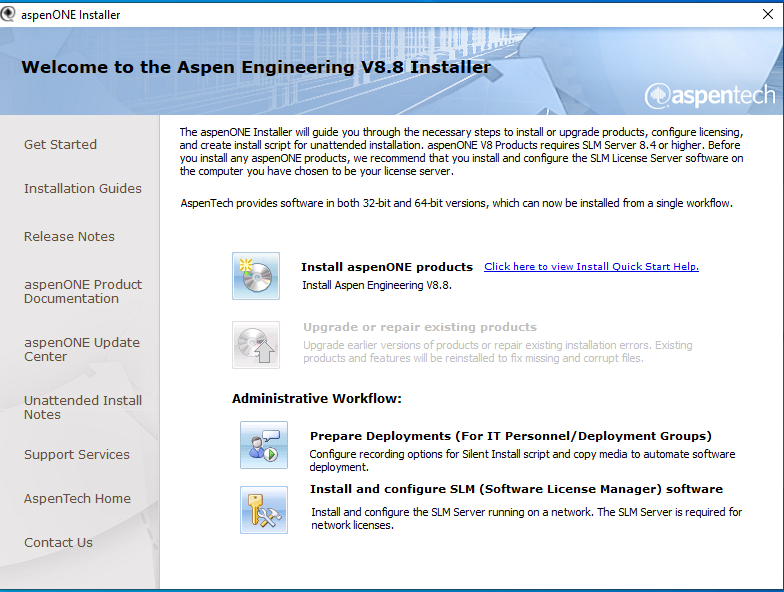 aspenONE Installer
Welcome to the Aspen Engineering V8.8 Installer
aspentech
Get Started
Installation Guides
Release Notes
aspenONE Product
Documentation
aspenONE Update
Center
Unattended Install
Notes
Support Services
AspenTech Home
Contact Us
The aspenONE Installer will guide you through the necessary steps to install or upgrade products, configure licensing,
and create install script for unattended installation. aspenONE V8 Products requires SLM Server 8.4 or higher. Before
you install any aspenONE products, we recommend that you install and configure the SLM License Server software on
the computer you have chosen to be your license server.
AspenTech provides software in both 32-bit and 64-bit versions, which can now be installed from a single workflow.
Install aspenONE products Click here to view Install Quick Start Help.
Install Aspen Engineering V8.8.
Upgrade or repair existing products
Upgrade earlier versions of products or repair existing installation errors. Existing
products and features will be reinstalled to fix missing and corrupt files.
Administrative Workflow:
Prepare Deployments (For IT Personnel/Deployment Groups)
Configure recording options for Silent Install script and copy media to automate software
deployment.
Install and configure SLM (Software License Manager) software
Install and configure the SLM Server running on a network. The SLM Server is required for
network licenses.